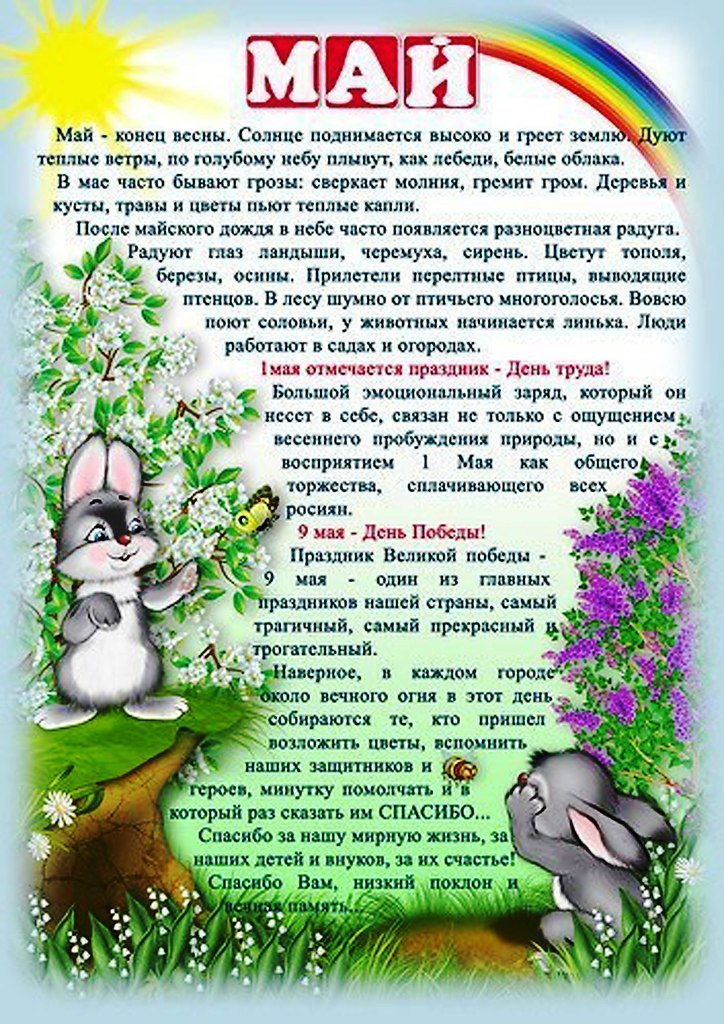 МАЙ
Май - конец весны. Солнце поднимается высоко и греет землю. Дуют
теплые ветры, по голубому небу плывут, как лебеди, белые облака.
В мае часто бывают грозы: сверкает молния, гремит гром. Деревья и
кусты, травы и цветы пьют теплые капли.
После майского дождя в небе часто появляется разноцветная радуга.
Радуют глаз ландыши, черемуха, сирень. Цветут тополя,
березы, осины. Прилетели перелтные птицы, выводящие
птенцов. В лесу шумно от птичьего многоголосья. Вовсю
поют соловьи, у животных начинается линька. Люди
работают в садах и огородах.
1мая отмечается праздник - День труда!
Большой эмоциональный заряд, который он
несет в себе, связан не только с ощущением
весеннего пробуждения природы, но и с
восприятием 1 Мая как общего
торжества, сплачивающего всех
росиян.
9 мая - День Победы!
Праздник Великой победы -
9 мая - один из главных
праздников нашей страны, самый
трагичный, самый прекрасный и
трогательный.
Наверное, в каждом городе
около вечного огня в этот день
собираются те, кто пришел
возложить цветы, вспомнить
наших защитников и
героев, минутку помолчать и в
который раз сказать им СПАСИБО...
Спасибо за нашу мирную жизнь, за
наших детей и внуков, за их счастье!
Спасибо Вам, низкий поклон и
вечная память...